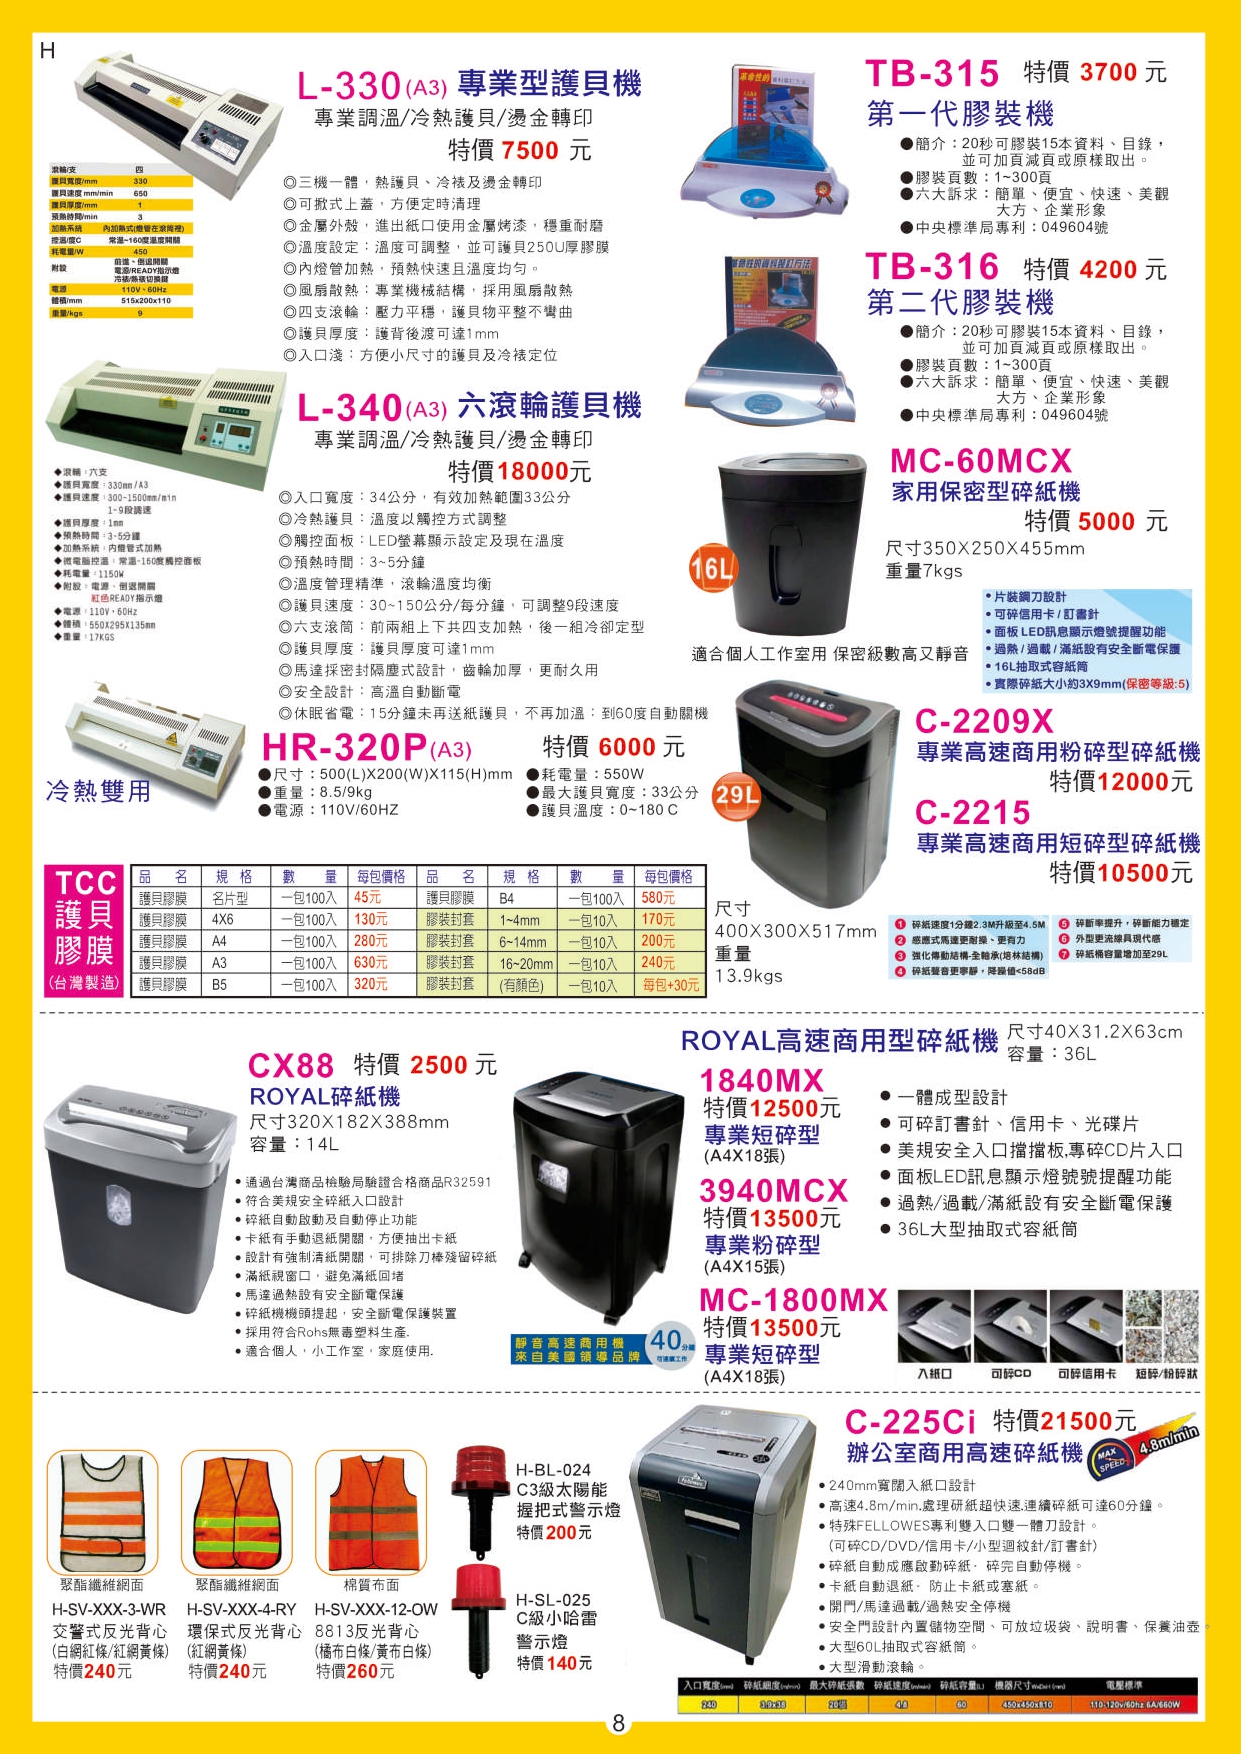 H
L-330(A3) 專業型護貝機
專業調溫/冷熱護貝/燙金轉印
特價 7500 元
滾輪/支 四
護貝寬度/mm 330
護貝速度 mm/min 650
護貝厚度/mm 1
預熱時間/min 3
加熱系統 內加熱式(燈管在滾筒裡)
控溫/度C 常溫~160度溫度開關
耗電量/W 450
附設 前進、倒退開關
電源/READY指示燈
冷裱/熱裱切換鍵
電源 110V、60Hz
體積/mm 515x200x110
重量/kgs 9
◎三機一體，熱護貝、冷裱及燙金轉印
◎可掀式上蓋，方便定時清理
◎金屬外殼，進出紙口使用金屬烤漆，穩重耐磨
◎溫度設定：溫度可調整，並可護貝250U厚膠膜
◎內燈管加熱，預熱快速且溫度均勻。
◎風扇散熱：專業機械結構，採用風扇散熱
◎四支滾輪：壓力平穩，護貝物平整不彎曲
◎護貝厚度：護背後渡可達1mm
◎入口淺：方便小尺寸的護貝及冷裱定位
L-340(A3) 六滾輪護貝機
專業調溫/冷熱護貝/燙金轉印
特價18000元
◆滾輪：六支
◆護貝寬度：330mm/A3
◆護貝速度：300~1500mm/min
1~9段調速
◆護貝厚度：1mm
◆預熱時間：3-5分鐘
◆加熱系統：內燈管式加熱
◆微電腦控溫：常溫-160度觸控面板
◆耗電量：1150W
◆附設：電源、倒退開關
紅色READY指示燈
◆電源：110V，60Hz
◆體積：550X295X135mm
◆重量：17KGS
◎入口寬度：34公分，有效加熱範圍33公分
◎冷熱護貝：溫度以觸控方式調整
◎觸控面板：LED螢幕顯示設定及現在溫度
◎預熱時間：3~5分鐘
◎溫度管理精準，滾輪溫度均衡
◎護貝速度：30~150公分/每分鐘，可調整9段速度
◎六支滾筒：前兩組上下共四支加熱，後一組冷卻定型
◎護貝厚度：護貝厚度可達1mm
◎馬達採密封隔塵式設計，齒輪加厚，更耐久用
◎安全設計：高溫自動斷電
◎休眠省電：15分鐘未再送紙護貝，不再加溫：到60度自動關機
冷熱雙用
HR-320P(A3) 特價 6000 元
●尺寸：500(L)X200(W)X115(H)mm ●耗電量：550W
●重量：8.5/9kg ●最大護貝寬度：33公分
●電源：110V/60HZ ●護貝溫度：0~180 C
TCC
護貝
膠膜
(台灣製造)
品名 規格 數量 每包價格 品名 規格 數量 每包價格
護貝膠膜 名片型 一包100入 45元 護貝膠膜 B4 一包100入 580元
護貝膠膜 4X6 一包100入 130元 膠裝封套 1~4mm 一包10入 170元
護貝膠膜 A4 一包100入 280元 膠裝封套 6~14mm 一包10入 200元
護貝膠膜 A3 一包100入 630元 膠裝封套 16~20mm 一包10入 240元
護貝膠膜 B5 一包100入 320元 膠裝封套 (有顏色) 一包10入 每包+30元
TB-315 特價 3700 元
第一代膠裝機
●簡介：20秒可膠裝15本資料、目錄，
並可加頁減頁或原樣取出。
●膠裝頁數：1~300頁
●六大訴求：簡單、便宜、快速、美觀
大方、企業形象
●中央標準局專利：049604號
TB-316 特價 4200 元
第二代膠裝機
●簡介：20秒可膠裝15本資料、目錄，
並可加頁減頁或原樣取出。
●膠裝頁數：1~300頁
●六大訴求：簡單、便宜、快速、美觀
大方、企業形象
●中央標準局專利：049604號
MC-60MCX
家用保密型碎紙機
特價 5000 元
尺寸350X250X455mm
重量7kgs
16L
適合個人工作室用 保密級數高又靜音
• 片裝鋼刀設計
• 可碎信用卡 / 訂書針
• 面板 LED訊息顯示燈號提醒功能
• 過熱 / 過載 / 滿紙設有安全斷電保護
• 16L抽取式容紙筒
• 實際碎紙大小約3X9mm(保密等級:5)
C-2209X
專業高速商用粉碎型碎紙機
特價12000元
C-2215
專業高速商用短碎型碎紙機
特價10500元
29L
尺寸
400X300X517mm
重量
13.9kgs
1 碎紙速度1分鐘2.3M升級至4.5M
2 感應式馬達更耐操、更有力
3 強化傳動結構-全軸承(培林結構)
4 碎紙聲音更寧靜，降噪值<58dB
5 碎斷率提升，碎斷能力穩定
6 外型更流線具現代感
7 碎紙桶容量增加至29L
CX88 特價 2500 元
ROYAL碎紙機
尺寸320X182X388mm
容量：14L
• 通過台灣商品檢驗局驗證合格商品R32591
• 符合美規安全碎紙入口設計
• 碎紙自動啟動及自動停止功能
• 卡紙有手動退紙開關，方便抽出卡紙
• 設計有強制清紙開關，可排除刀棒殘留碎紙
• 滿紙視窗口，避免滿紙回堵
• 馬達過熱設有安全斷電保護
• 碎紙機機頭提起，安全斷電保護裝置
• 採用符合Rohs無毒塑料生產.
• 適合個人，小工作室，家庭使用.
ROYAL高速商用型碎紙機 尺寸40X31.2X63cm
容量：36L
1840MX
特價12500元
專業短碎型
(A4X18張)
3940MCX
特價13500元
專業粉碎型
(A4X15張)
MC-1800MX
特價13500元
專業短碎型
(A4X18張)
● 一體成型設計
● 可碎訂書針、信用卡、光碟片
● 美規安全入口擋擋板,專碎CD片入口
● 面板LED訊息顯示燈號號提醒功能
● 過熱/過載/滿紙設有安全斷電保護
● 36L大型抽取式容紙筒
靜音高速商用機
來自美國領導品牌
40分鐘
可連續工作
入紙口 可碎CD 可碎信用卡 短碎/粉碎狀
聚酯纖維網面
H-SV-XXX-3-WR
交警式反光背心
(白網紅條/紅網黃條)
特價240元
聚酯纖維網面
H-SV-XXX-4-RY
環保式反光背心
(紅網黃條)
特價240元
棉質布面
H-SV-XXX-12-OW
8813反光背心
(橘布白條/黃布白條)
特價260元
H-BL-024
C3級太陽能
握把式警示燈
特價200元
H-SL-025
C級小哈雷
警示燈
特價140元
C-225Ci 特價21500元
辦公室商用高速碎紙機
MAX SPEED 4.8m/min
• 240mm寬闊入紙口設計
• 高速4.8m/min.處理研紙超快速.連續碎紙可達60分鐘。
• 特殊FELLOWES專利雙入口雙一體刀設計。
(可碎CD/DVD/信用卡/小型迴紋針/訂書針)
• 碎紙自動成應啟動碎紙‧碎完自動停機。
• 卡紙自動退紙‧防止卡紙或塞紙。
• 開門/馬達過載/過熱安全停機
• 安全門設計內置儲物空間、可放垃圾袋、說明書、保養油壺。
• 大型60L抽取式容紙筒。
• 大型滑動滾輪。
入口寬度(mm) 碎紙細度(m/min) 最大碎紙張數 碎紙速度(m/min) 碎紙容量(L) 機器尺寸WxDxH (mm) 電壓標準
240 3.9x38 20張 4.8 60 450x450x810 110-120v/60hz 6A/660W
8